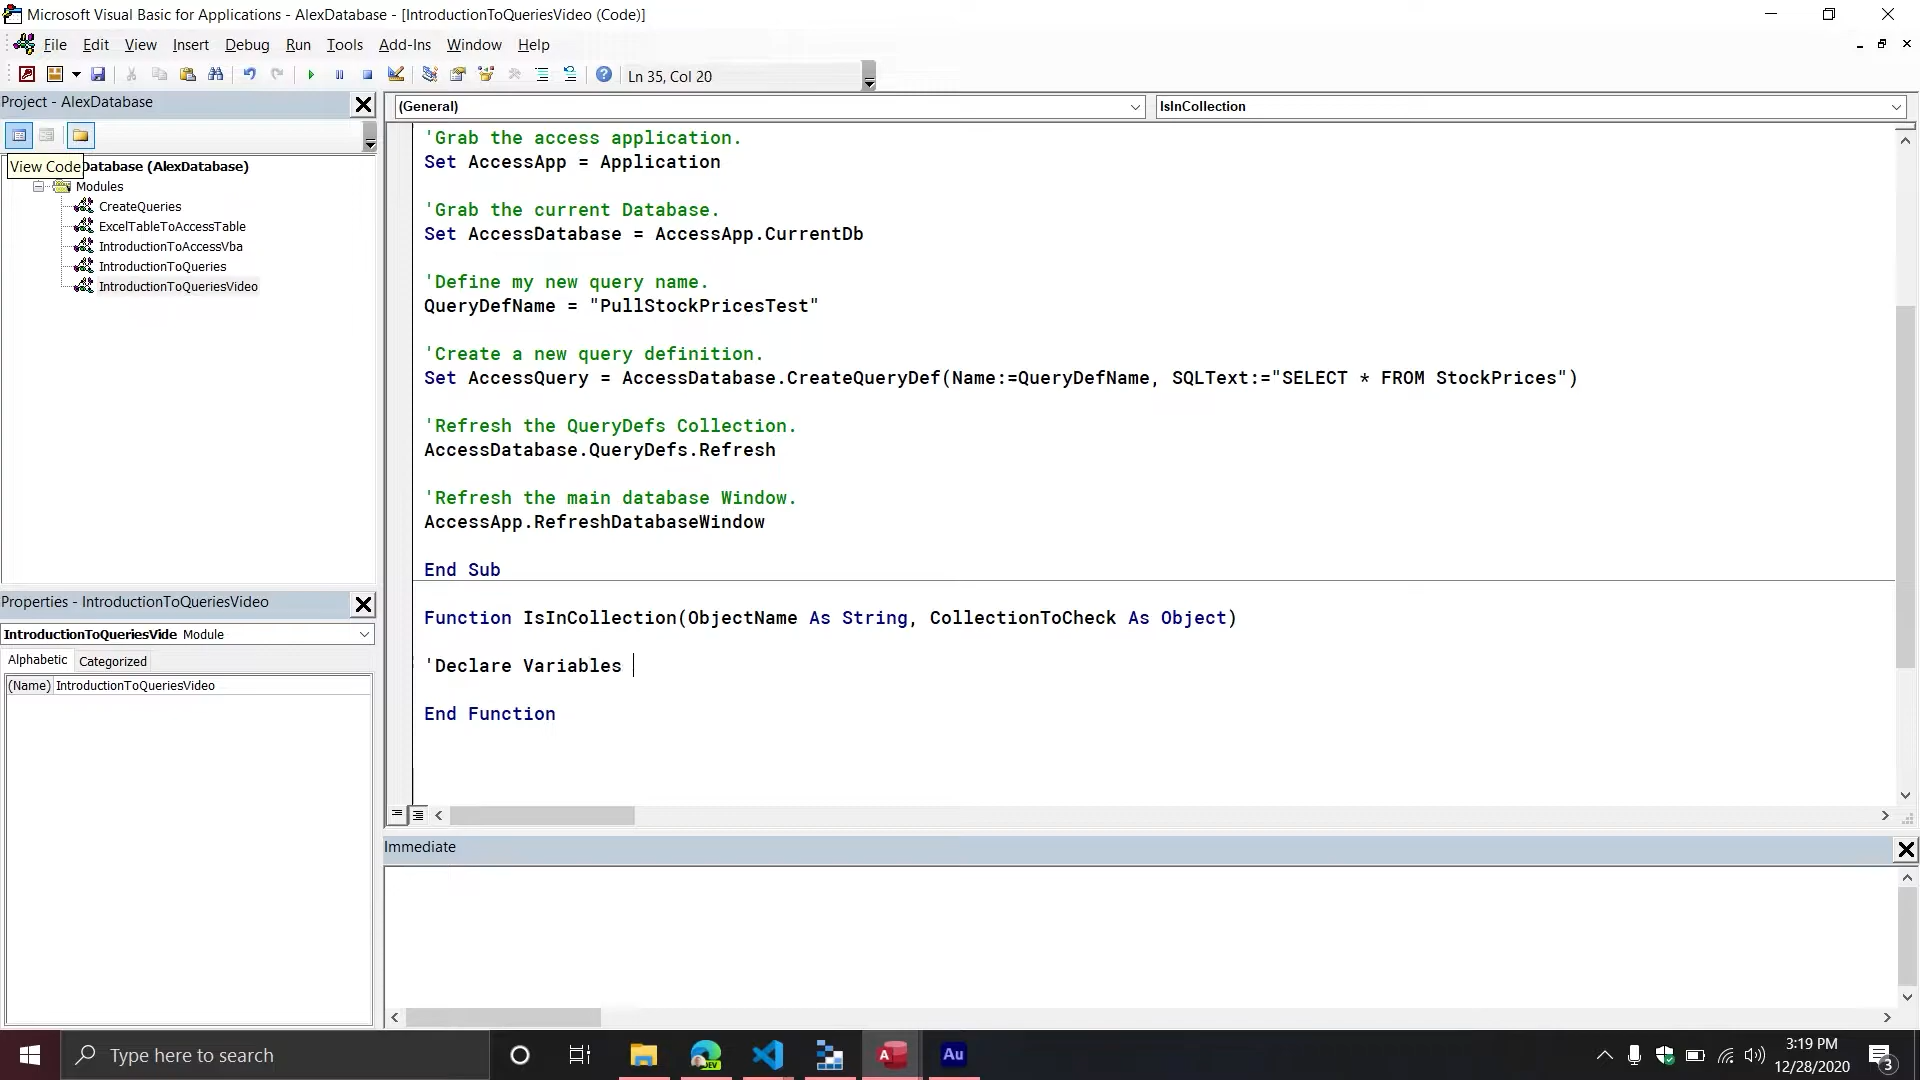 Microsoft Visual Basic for Applications - AlexDatabase - [IntroductionToQueriesVideo (Code)]
File Edit View Insert Debug Run Tools Add-Ins Window Help
Ln 35, Col 20
Project - AlexDatabase
(General)
IsInCollection
View Code
Database (AlexDatabase)
Modules
CreateQueries
ExcelTableToAccessTable
IntroductionToAccessVba
IntroductionToQueries
IntroductionToQueriesVideo
'Grab the access application.
Set AccessApp = Application
'Grab the current Database.
Set AccessDatabase = AccessApp.CurrentDb
'Define my new query name.
QueryDefName = "PullStockPricesTest"
'Create a new query definition.
Set AccessQuery = AccessDatabase.CreateQueryDef(Name:=QueryDefName, SQLText:="SELECT * FROM StockPrices")
'Refresh the QueryDefs Collection.
AccessDatabase.QueryDefs.Refresh
'Refresh the main database Window.
AccessApp.RefreshDatabaseWindow
End Sub
Function IsInCollection(ObjectName As String, CollectionToCheck As Object)
'Declare Variables
End Function
Properties - IntroductionToQueriesVideo
IntroductionToQueriesVide Module
Alphabetic Categorized
(Name) IntroductionToQueriesVideo
Immediate
Type here to search
DEV
A
Au
3:19 PM
12/28/2020
3